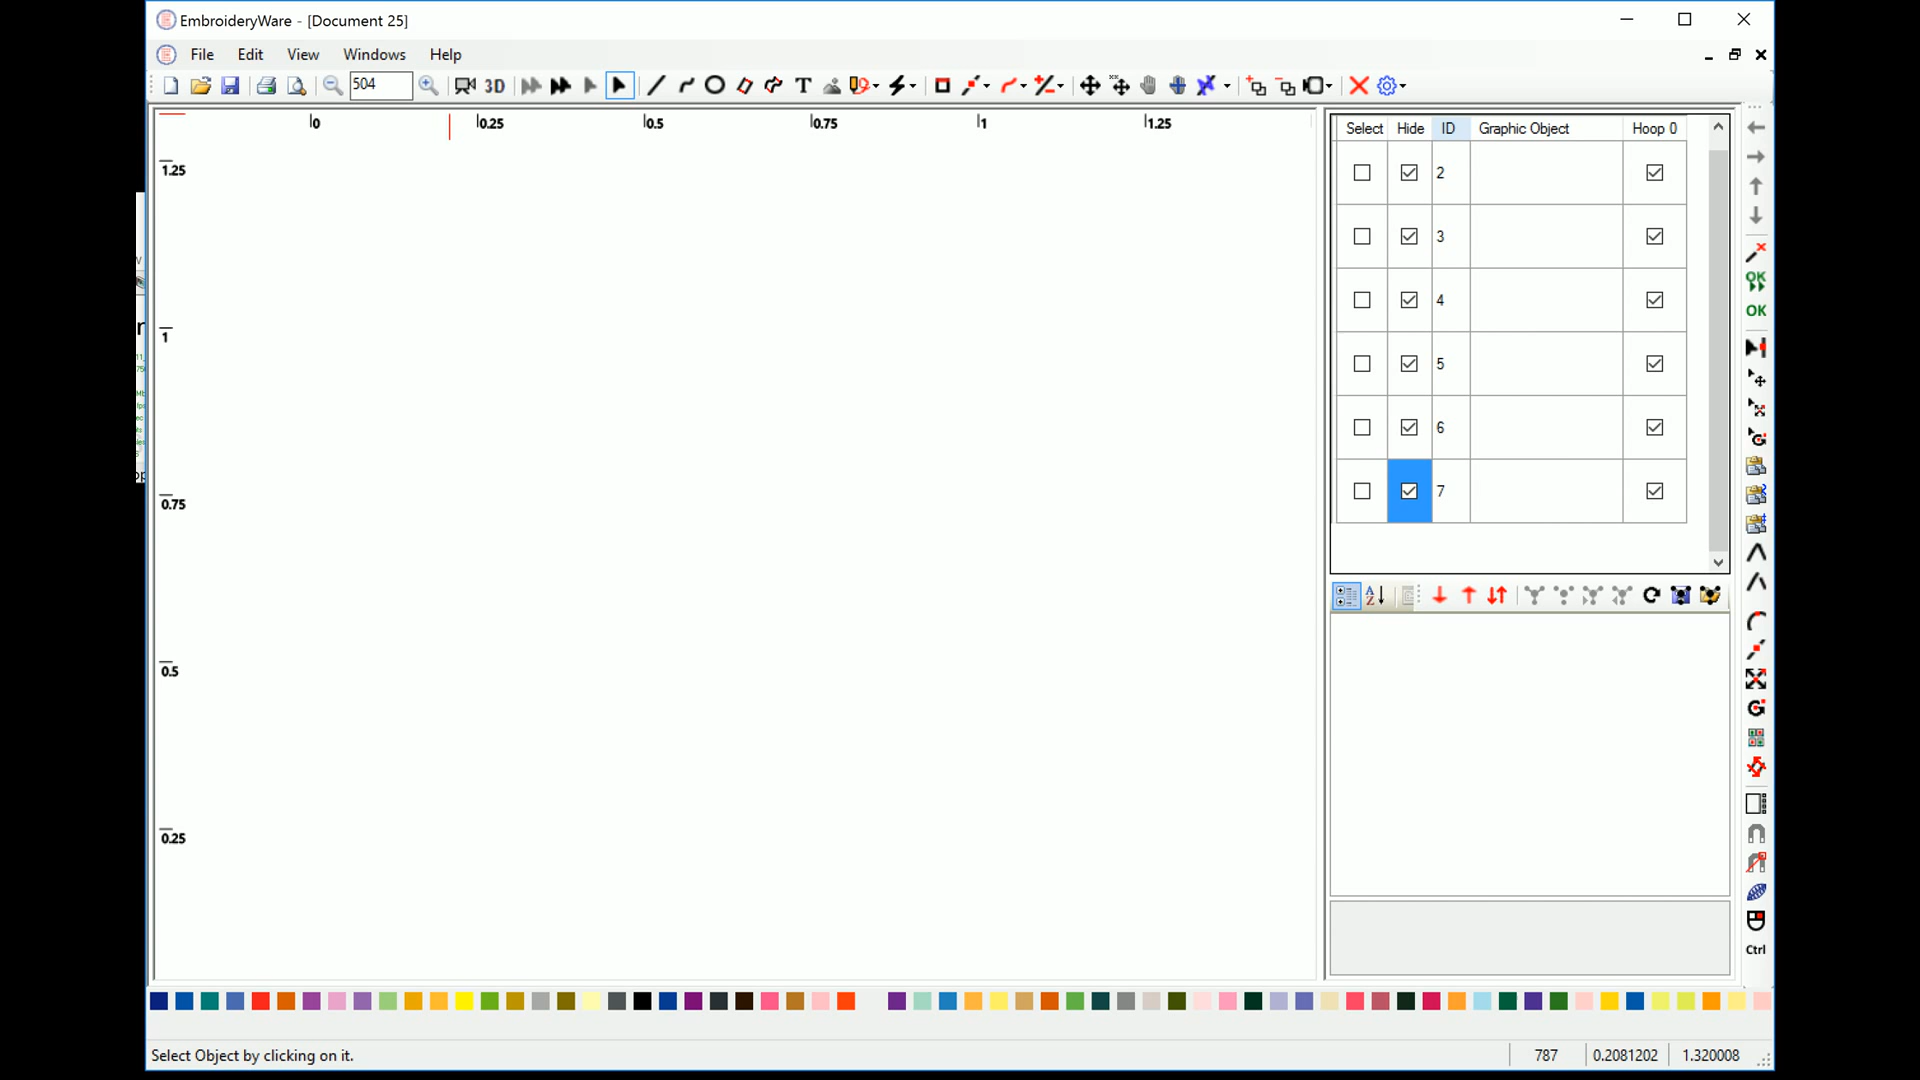 EmbroideryWare - [Document 25]
File Edit View Windows Help
504 3D T
0 0.25 0.5 0.75 1 1.25
1.25
1
0.75
0.5
0.25
Select Hide ID Graphic Object Hoop 0
2
3
4
5
6
7
OK
OK
A
Z
Ctrl
Select Object by clicking on it. 787 0.2081202 1.320008